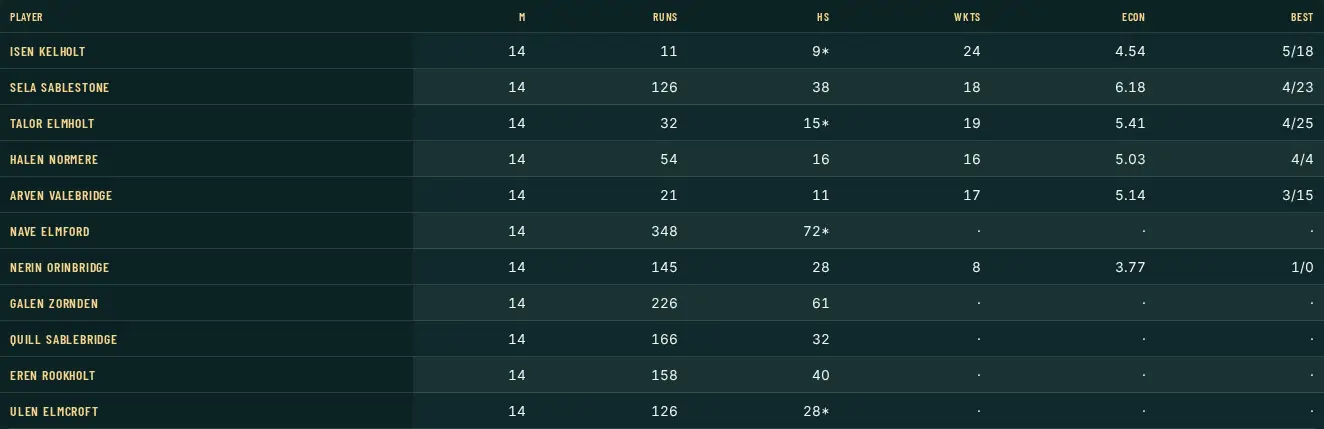 PLAYER M RUNS HS WKTS ECON BEST
ISEN KELHOLT 14 11 9* 24 4.54 5/18
SELA SABLESTONE 14 126 38 18 6.18 4/23
TALOR ELMHOLT 14 32 15* 19 5.41 4/25
HALEN NORMERE 14 54 16 16 5.03 4/4
ARVEN VALEBRIDGE 14 21 11 17 5.14 3/15
NAVE ELMFORD 14 348 72* · · ·
NERIN ORINBRIDGE 14 145 28 8 3.77 1/0
GALEN ZORNDEN 14 226 61 · · ·
QUILL SABLEBRIDGE 14 166 32 · · ·
EREN ROOKHOLT 14 158 40 · · ·
ULEN ELMCROFT 14 126 28* · · ·